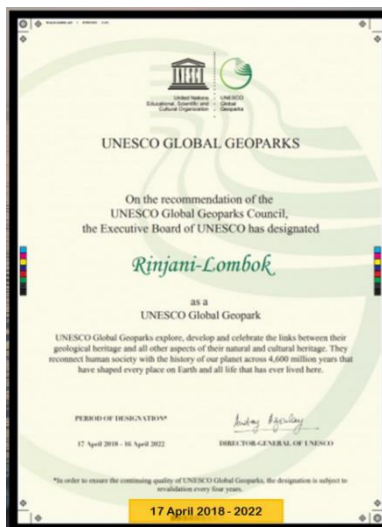 United Nations
Educational, Scientific and
Cultural Organization
UNESCO
Global
Geoparks
UNESCO GLOBAL GEOPARKS
On the recommendation of the
UNESCO Global Geoparks Council,
the Executive Board of UNESCO has designated
Rinjani-Lombok
as a
UNESCO Global Geopark
UNESCO Global Geoparks explore, develop and celebrate the links between their
geological heritage and all other aspects of their natural and cultural heritage. They
reconnect human society with the history of our planet across 4,600 million years that
have shaped every place on Earth and all life that has ever lived here.
PERIOD OF DESIGNATION*
17 April 2018 - 16 April 2022
DIRECTOR-GENERAL OF UNESCO
*In order to ensure the continuing quality of UNESCO Global Geoparks, the designation is subject to
revalidation every four years.
17 April 2018 - 2022